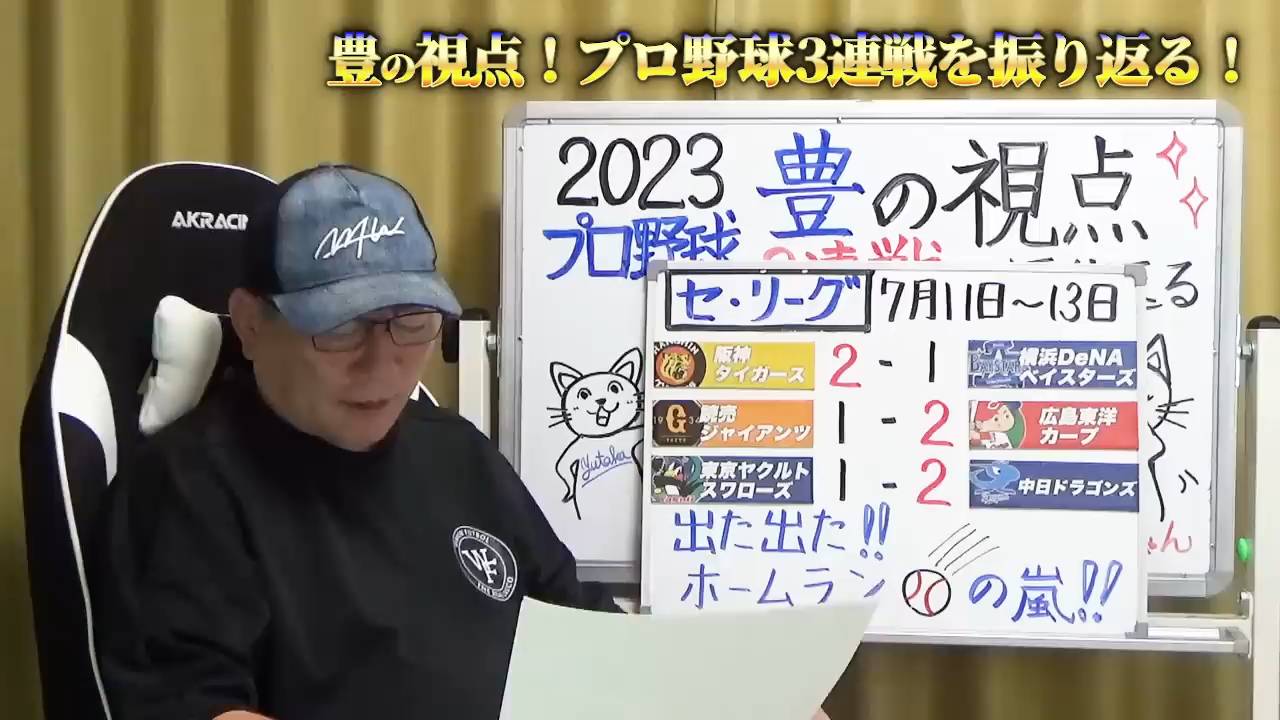 豊の視点！プロ野球3連戦を振り返る！
2023 豊の視点
プロ野球
る
AKRACIN
セ・リーグ 7月11日～13日
阪神タイガース 2 - 1 横浜DeNAベイスターズ
読売ジャイアンツ 1 - 2 広島東洋カープ
東京ヤクルトスワローズ 1 - 2 中日ドラゴンズ
yutaka
出た出た!!
ホームランの嵐!!
WF